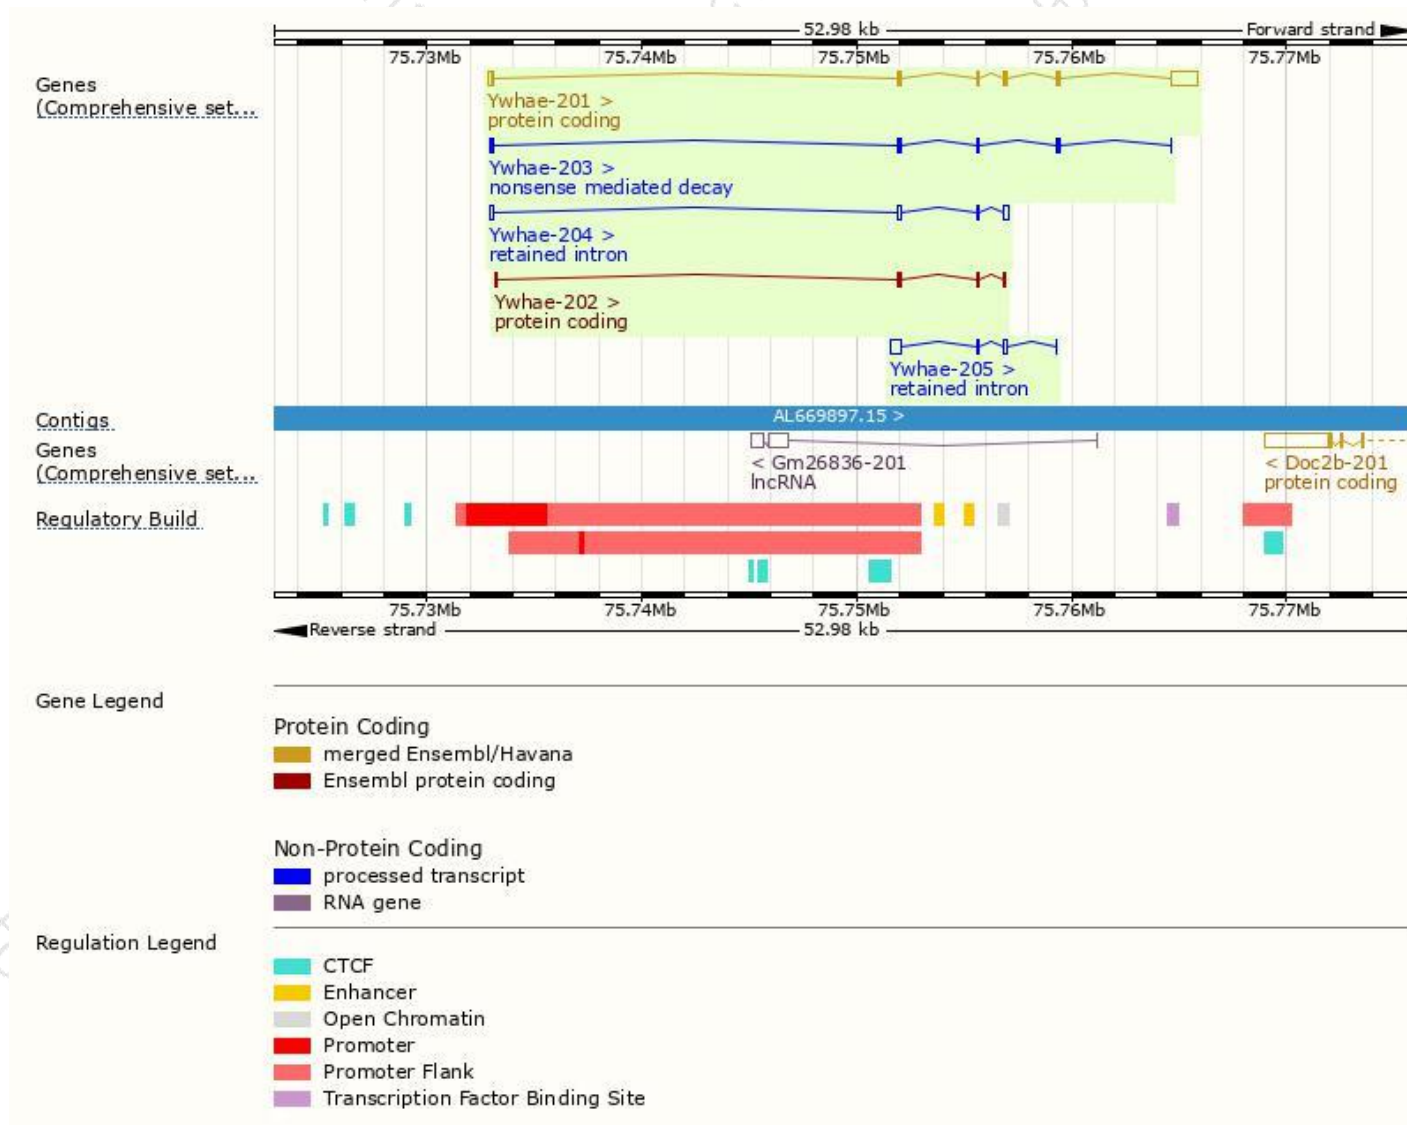 52.98 kb
Forward strand
75.73Mb 75.74Mb 75.75Mb 75.76Mb 75.77Mb
Genes
(Comprehensive set...
Ywhae-201 >
protein coding
Ywhae-203 >
nonsense mediated decay
Ywhae-204 >
retained intron
Ywhae-202 >
protein coding
Ywhae-205 >
retained intron
Contigs
AL669897.15 >
Genes
(Comprehensive set...
< Gm26836-201
lncRNA
< Doc2b-201
protein coding
Regulatory Build
75.73Mb 75.74Mb 75.75Mb 75.76Mb 75.77Mb
Reverse strand
52.98 kb
Gene Legend
Protein Coding
merged Ensembl/Havana
Ensembl protein coding
Non-Protein Coding
processed transcript
RNA gene
Regulation Legend
CTCF
Enhancer
Open Chromatin
Promoter
Promoter Flank
Transcription Factor Binding Site